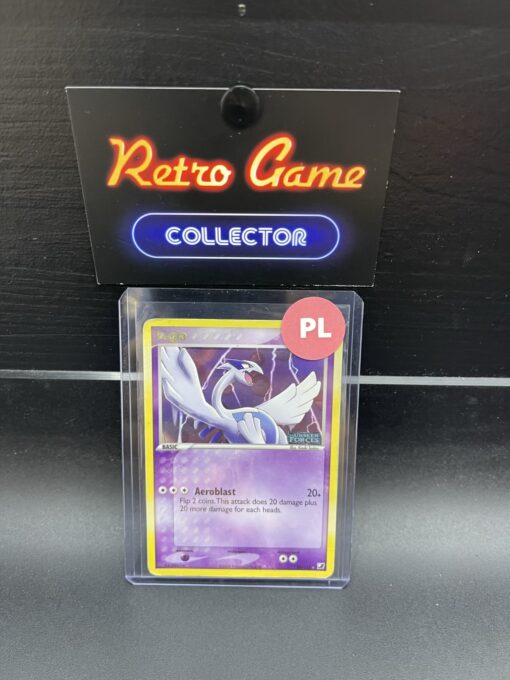 Retro Game
COLLECTOR
PL
Lugia
UNSEEN
FORCES
BASIC
Aeroblast 20+
Flip 2 coins. This attack does 20 damage plus
20 more damage for each heads.